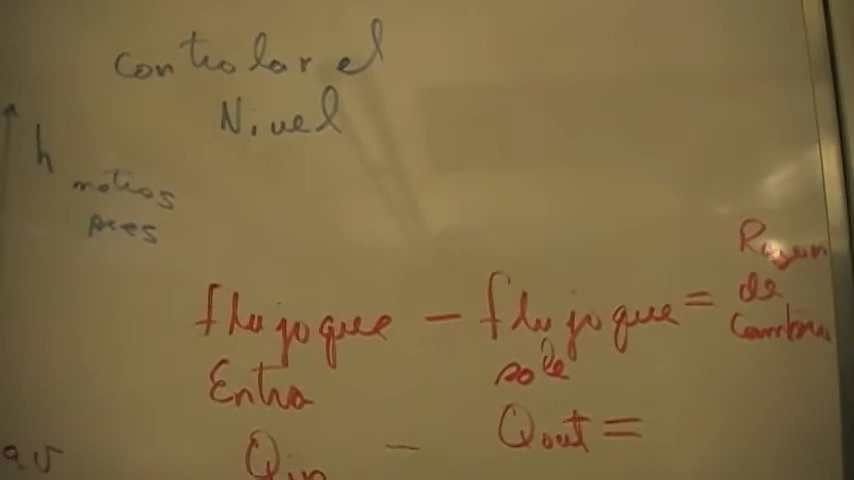 Controlar el
Nivel
h
metros
pies
flujo que - flujo que = Razon
Entra sale de
Cambio
Qin - Qout =